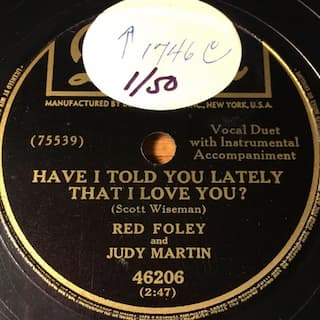 ↑ 1746 C
1/50
MANUFACTURED BY INC., NEW YORK, U.S.A.
(75539)
Vocal Duet
with Instrumental
Accompaniment
HAVE I TOLD YOU LATELY
THAT I LOVE YOU?
(Scott Wiseman)
RED FOLEY
and
JUDY MARTIN
46206
(2:47)